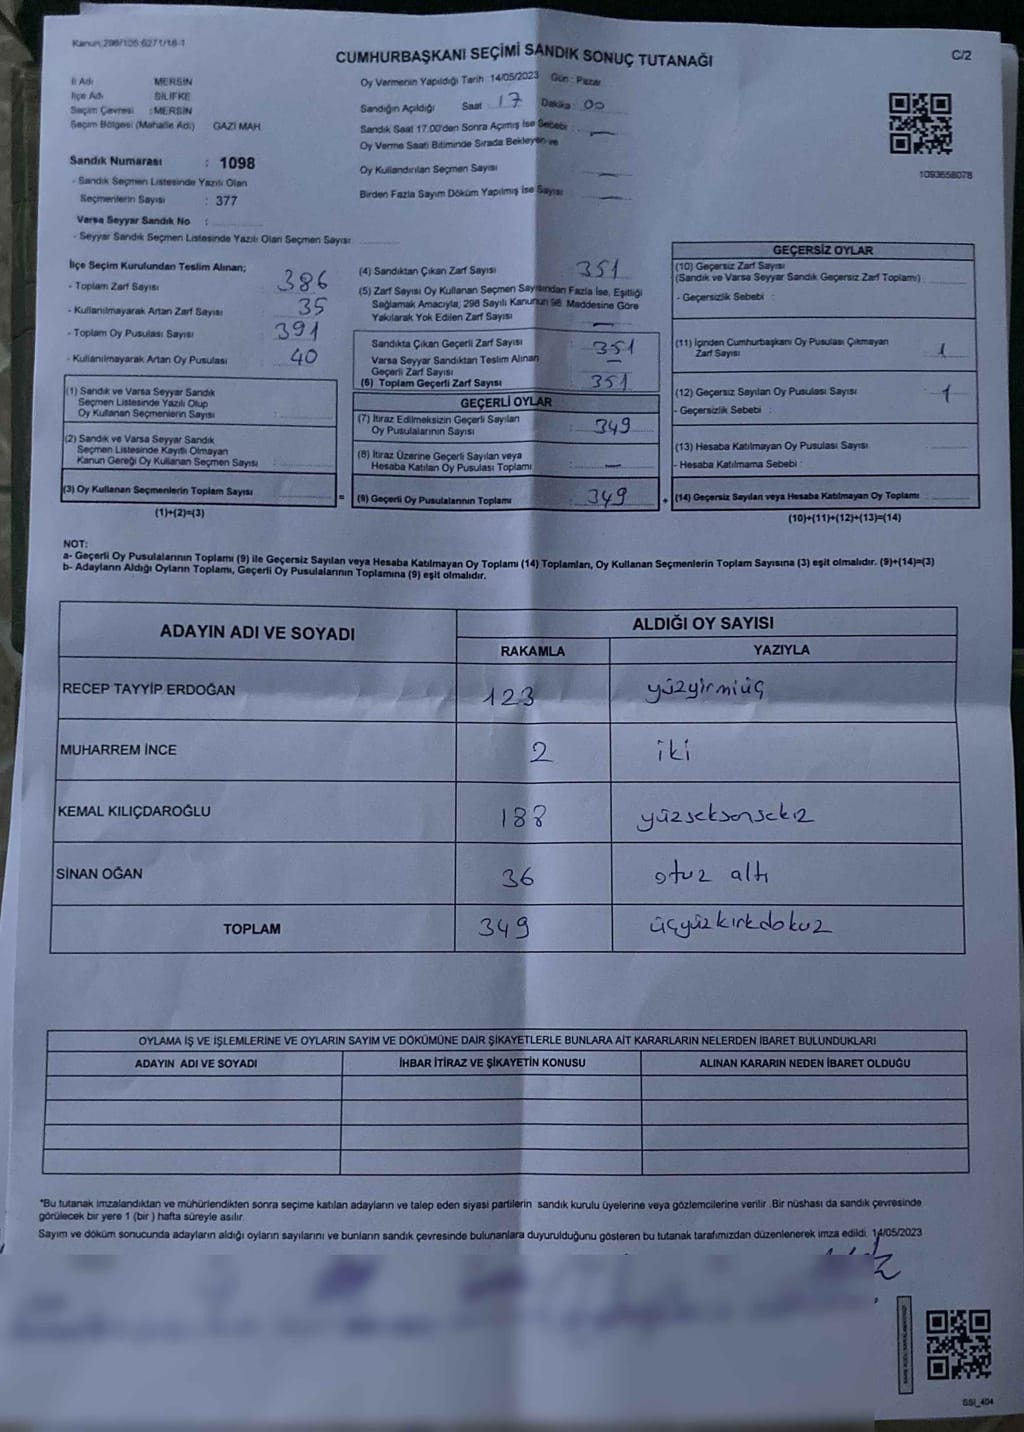 Kanun 298/105 6271/18-1
CUMHURBAŞKANI SEÇİMİ SANDIK SONUÇ TUTANAĞI
C/2
İl Adı MERSİN
İlçe Adı SİLİFKE
Seçim Çevresi : MERSİN
Seçim Bölgesi (Mahalle Adı) GAZİ MAH
Sandık Numarası : 1098
- Sandık Seçmen Listesinde Yazılı Olan
Seçmenlerin Sayısı : 377
Varsa Seyyar Sandık No :
- Seyyar Sandık Seçmen Listesinde Yazılı Olan Seçmen Sayısı
Oy Vermenin Yapıldığı Tarih 14/05/2023 Gün : Pazar
Sandığın Açıldığı Saat : 17 Dakika : 00
Sandık Saat 17.00'den Sonra Açımış İse Sebebi
Oy Verme Saati Bitiminde Sırada Bekleyen ve
Oy Kullandırılan Seçmen Sayısı
Birden Fazla Sayım Döküm Yapılmış İse Sayısı
1093658078
İlçe Seçim Kurulundan Teslim Alınan;
- Toplam Zarf Sayısı 386
- Kullanılmayarak Artan Zarf Sayısı 35
- Toplam Oy Pusulası Sayısı 391
- Kullanılmayarak Artan Oy Pusulası 40
(1) Sandık ve Varsa Seyyar Sandık
Seçmen Listesinde Yazılı Olup
Oy Kullanan Seçmenlerin Sayısı :
(2) Sandık ve Varsa Seyyar Sandık
Seçmen Listesinde Kayıtlı Olmayan
Kanun Gereği Oy Kullanan Seçmen Sayısı :
(3) Oy Kullanan Seçmenlerin Toplam Sayısı
(1)+(2)=(3)
(4) Sandıktan Çıkan Zarf Sayısı 351
(5) Zarf Sayısı Oy Kullanan Seçmen Sayısından Fazla İse, Eşitliği
Sağlamak Amacıyla, 298 Sayılı Kanunun 98. Maddesine Göre
Yakılarak Yok Edilen Zarf Sayısı
Sandıkta Çıkan Geçerli Zarf Sayısı : 351
Varsa Seyyar Sandıktan Teslim Alınan
Geçerli Zarf Sayısı
(6) Toplam Geçerli Zarf Sayısı 351
GEÇERLİ OYLAR
(7) İtiraz Edilmeksizin Geçerli Sayılan
Oy Pusulalarının Sayısı : 349
(8) İtiraz Üzerine Geçerli Sayılan veya
Hesaba Katılan Oy Pusulası Toplamı : —
= (9) Geçerli Oy Pusulalarının Toplamı : 349 +
GEÇERSİZ OYLAR
(10) Geçersiz Zarf Sayısı
(Sandık ve Varsa Seyyar Sandık Geçersiz Zarf Toplamı)
- Geçersizlik Sebebi :
(11) İçinden Cumhurbaşkanı Oy Pusulası Çıkmayan
Zarf Sayısı 1
(12) Geçersiz Sayılan Oy Pusulası Sayısı 1
- Geçersizlik Sebebi :
(13) Hesaba Katılmayan Oy Pusulası Sayısı
- Hesaba Katılmama Sebebi :
(14) Geçersiz Sayılan veya Hesaba Katılmayan Oy Toplamı
(10)+(11)+(12)+(13)=(14)
NOT:
a- Geçerli Oy Pusulalarının Toplamı (9) ile Geçersiz Sayılan veya Hesaba Katılmayan Oy Toplamı (14) Toplamları, Oy Kullanan Seçmenlerin Toplam Sayısına (3) eşit olmalıdır. (9)+(14)=(3)
b- Adayların Aldığı Oyların Toplamı, Geçerli Oy Pusulalarının Toplamına (9) eşit olmalıdır.
ADAYIN ADI VE SOYADI
ALDIĞI OY SAYISI
RAKAMLA YAZIYLA
RECEP TAYYİP ERDOĞAN 123 yüzyirmiüç
MUHARREM İNCE 2 iki
KEMAL KILIÇDAROĞLU 188 yüzseksensekiz
SİNAN OĞAN 36 otuz altı
TOPLAM 349 üçyüzkırkdokuz
OYLAMA İŞ VE İŞLEMLERİNE VE OYLARIN SAYIM VE DÖKÜMÜNE DAİR ŞİKAYETLERLE BUNLARA AİT KARARLARIN NELERDEN İBARET BULUNDUKLARI
ADAYIN ADI VE SOYADI İHBAR İTİRAZ VE ŞİKAYETİN KONUSU ALINAN KARARIN NEDEN İBARET OLDUĞU
*Bu tutanak imzalandıktan ve mühürlendikten sonra seçime katılan adayların ve talep eden siyasi partilerin sandık kurulu üyelerine veya gözlemcilerine verilir. Bir nüshası da sandık çevresinde
görülecek bir yere 1 (bir ) hafta süreyle asılır.
Sayım ve döküm sonucunda adayların aldığı oyların sayılarını ve bunların sandık çevresinde bulunanlara duyurulduğunu gösteren bu tutanak tarafımızdan düzenlenerek imza edildi. 14/05/2023
SSI_404